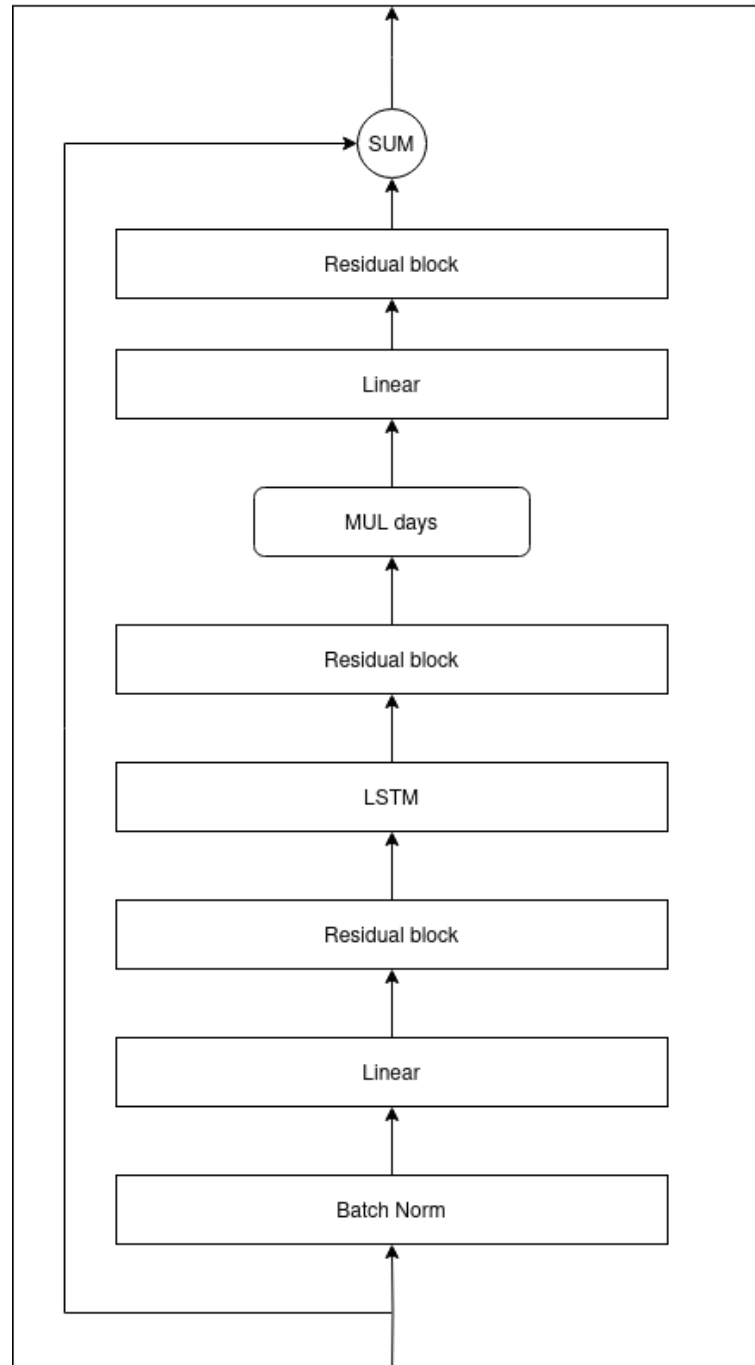 SUM
Residual block
Linear
MUL days
Residual block
LSTM
Residual block
Linear
Batch Norm